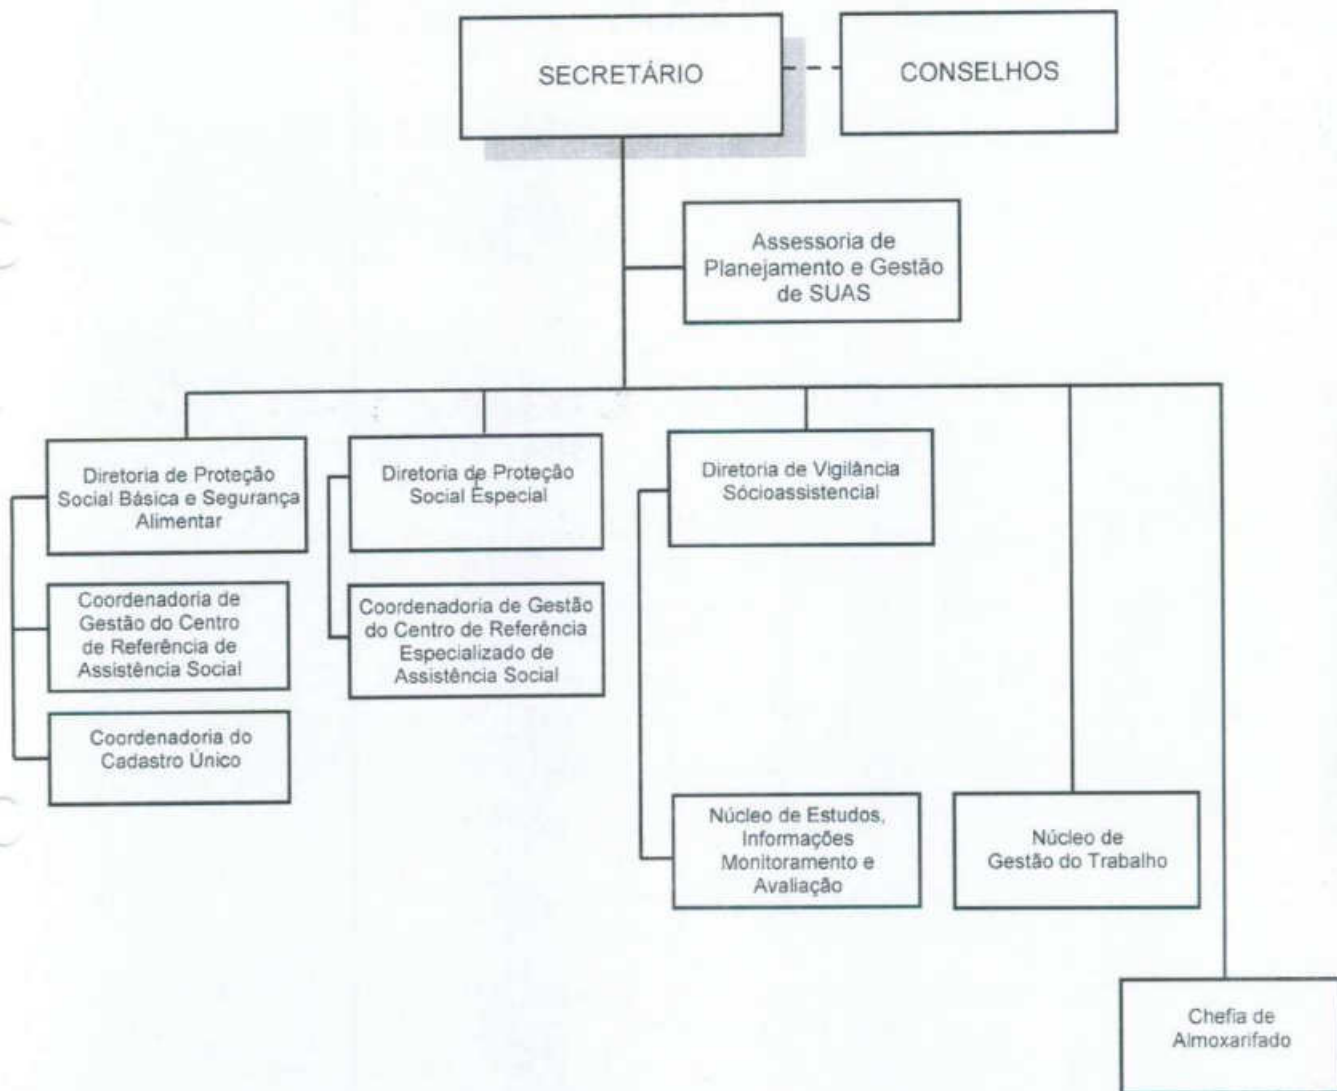 SECRETÁRIO
CONSELHOS
Assessoria de
Planejamento e Gestão
de SUAS
Diretoria de Proteção
Social Básica e Segurança
Alimentar
Diretoria de Proteção
Social Especial
Diretoria de Vigilância
Sócioassistencial
Coordenadoria de
Gestão do Centro
de Referência de
Assistência Social
Coordenadoria de Gestão
do Centro de Referência
Especializado de
Assistência Social
Coordenadoria do
Cadastro Único
Núcleo de Estudos,
Informações
Monitoramento e
Avaliação
Núcleo de
Gestão do Trabalho
Chefia de
Almoxarifado